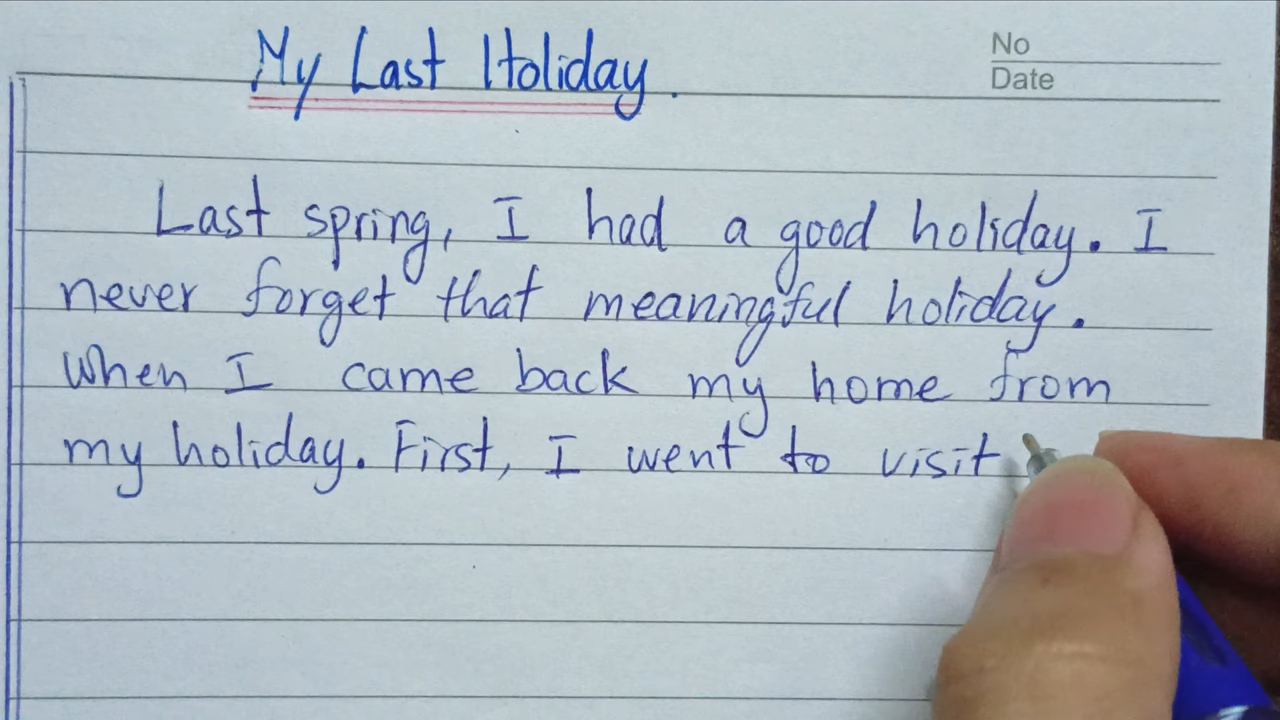 My Last Holiday.
No
Date
Last spring, I had a good holiday. I
never forget that meaningful holiday.
When I came back my home from
my holiday. First, I went to visit